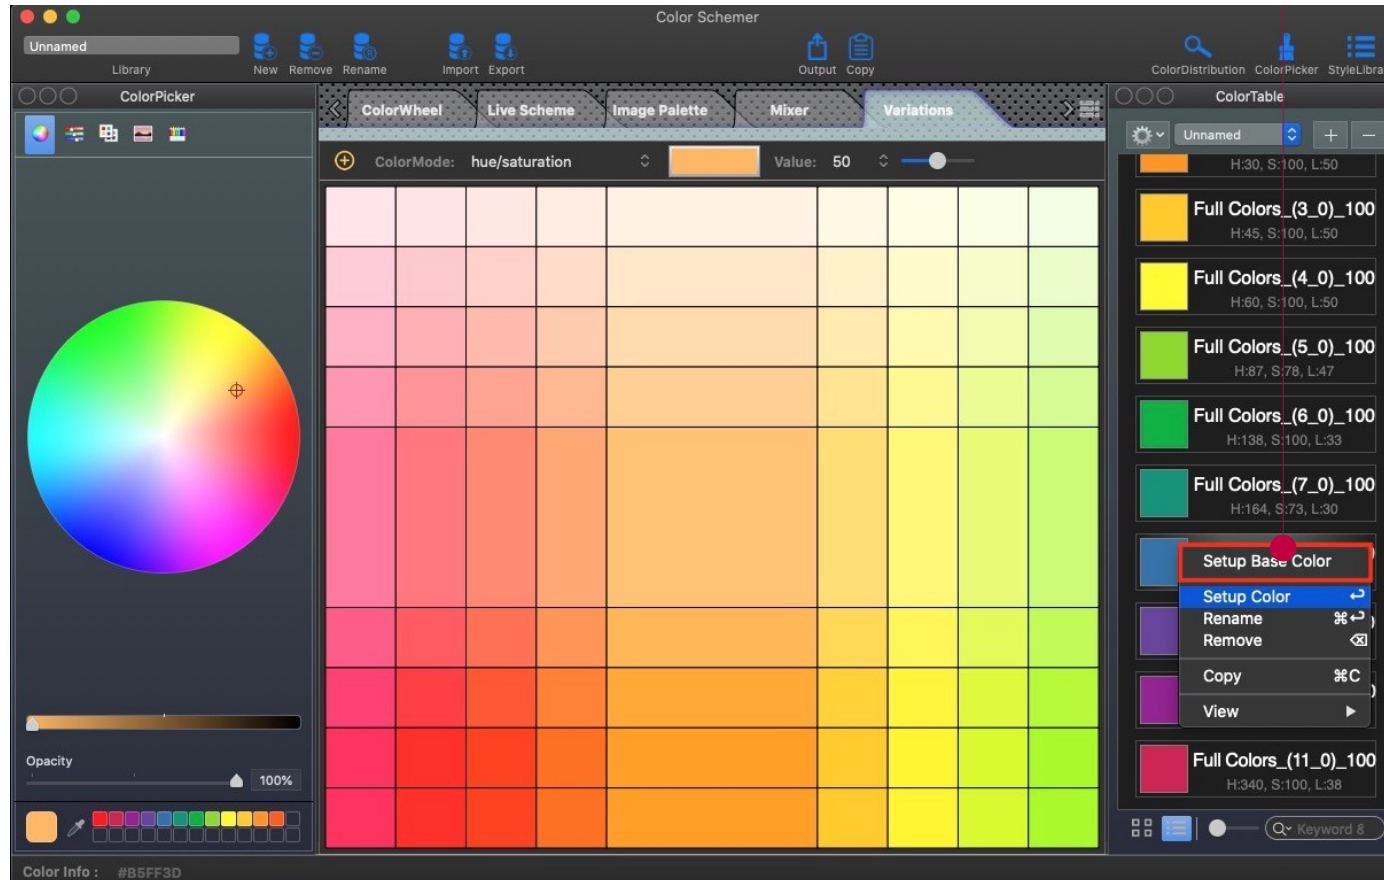 Color Schemer
Unnamed
Library
New Remove Rename Import Export Output Copy ColorDistribution ColorPicker StyleLibra
ColorPicker
ColorWheel
Live Scheme
Image Palette
Mixer
Variations
ColorTable
ColorMode: hue/saturation
Value: 50
Unnamed
H:30, S:100, L:50
Full Colors_(3_0)_100
H:45, S:100, L:50
Full Colors_(4_0)_100
H:60, S:100, L:50
Full Colors_(5_0)_100
H:87, S:78, L:47
Full Colors_(6_0)_100
H:138, S:100, L:33
Full Colors_(7_0)_100
H:164, S:73, L:30
Setup Base Color
Setup Color ↩
Rename ⌘↩
Remove ⌫
Copy ⌘C
View ▶
Full Colors_(11_0)_100
H:340, S:100, L:38
Opacity
100%
Keyword &
Color Info : #B5FF3D